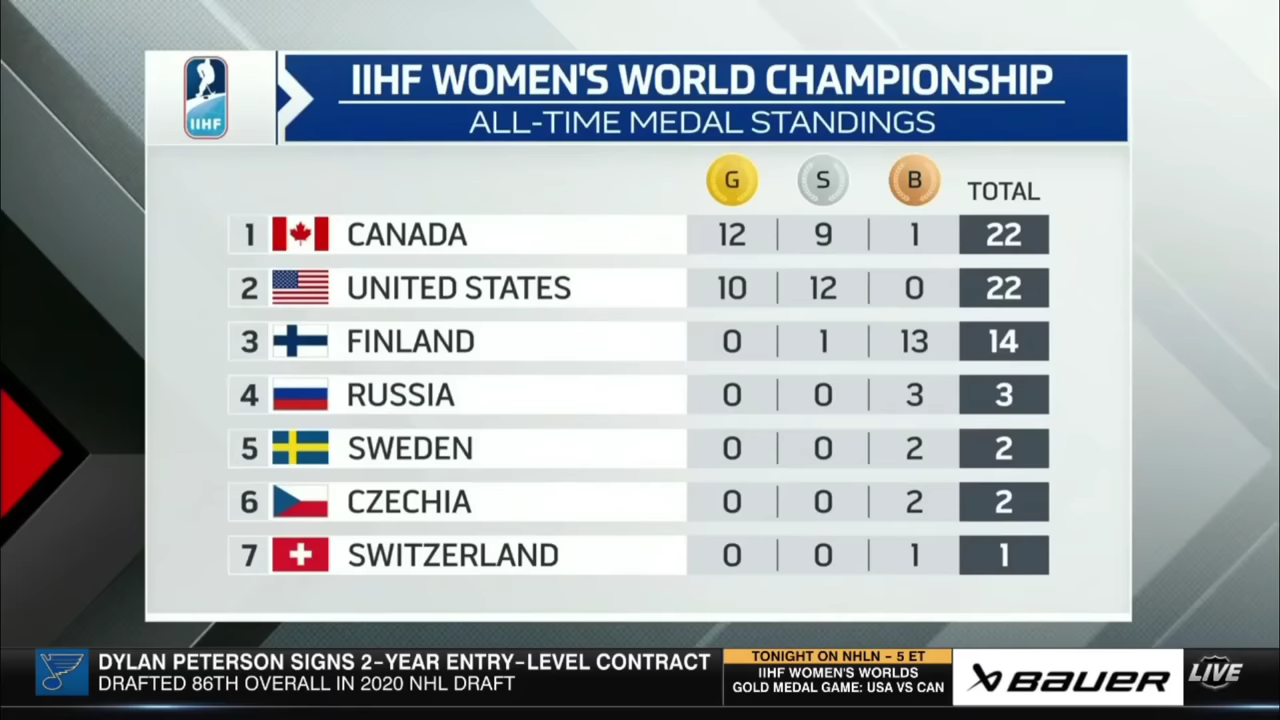 IIHF
IIHF WOMEN'S WORLD CHAMPIONSHIP
ALL-TIME MEDAL STANDINGS
G S B TOTAL
1 CANADA 12 9 1 22
2 UNITED STATES 10 12 0 22
3 FINLAND 0 1 13 14
4 RUSSIA 0 0 3 3
5 SWEDEN 0 0 2 2
6 CZECHIA 0 0 2 2
7 SWITZERLAND 0 0 1 1
DYLAN PETERSON SIGNS 2-YEAR ENTRY-LEVEL CONTRACT
DRAFTED 86TH OVERALL IN 2020 NHL DRAFT
TONIGHT ON NHLN - 5 ET
IIHF WOMEN'S WORLDS
GOLD MEDAL GAME: USA VS CAN
BAUER
LIVE